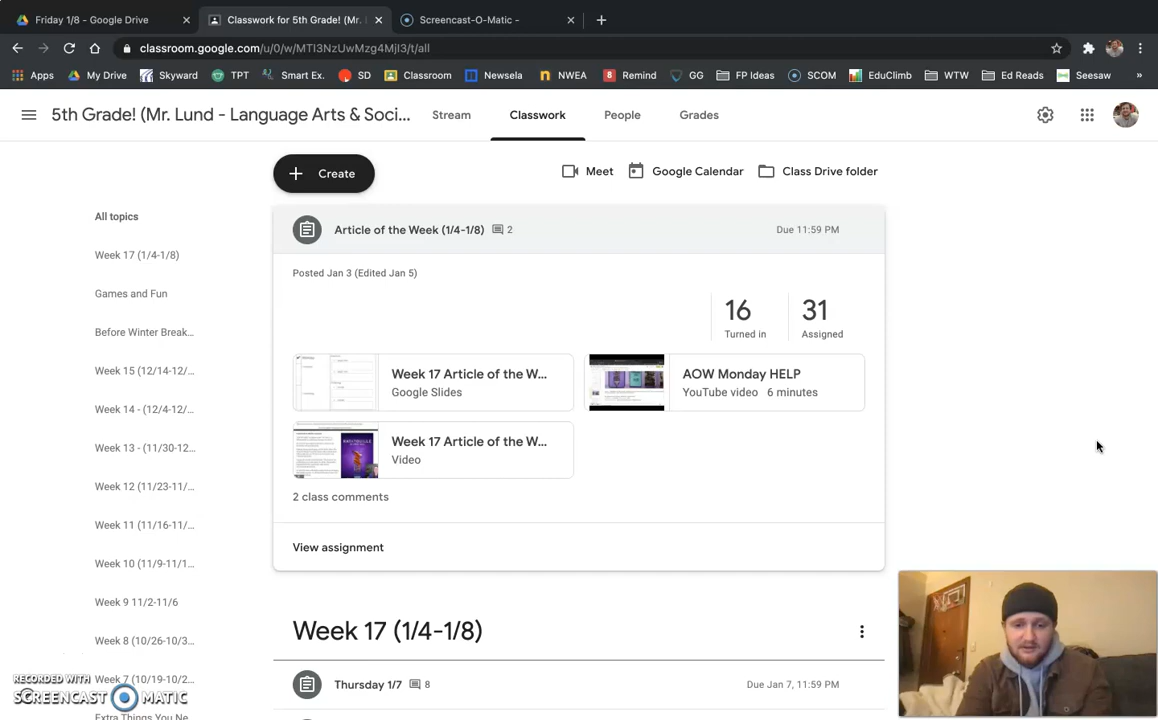 Friday 1/8 - Google Drive
Classwork for 5th Grade! (Mr.
Screencast-O-Matic -
classroom.google.com/u/0/w/MTI3NzUwMzg4MjI3/t/all
Apps My Drive Skyward TPT Smart Ex. SD Classroom Newsela NWEA Remind GG FP Ideas SCOM EduClimb WTW Ed Reads Seesaw »
5th Grade! (Mr. Lund - Language Arts & Soci... Stream Classwork People Grades
+ Create
Meet Google Calendar Class Drive folder
All topics
Week 17 (1/4-1/8)
Games and Fun
Before Winter Break...
Week 15 (12/14-12/...
Week 14 - (12/4-12/...
Week 13 - (11/30-12...
Week 12 (11/23-11/...
Week 11 (11/16-11/...
Week 10 (11/9-11/1...
Week 9 11/2-11/6
Week 8 (10/26-10/3...
Week 7 (10/19-10/2...
Extra Things You Ne
Article of the Week (1/4-1/8) 2 Due 11:59 PM
Posted Jan 3 (Edited Jan 5)
16 31
Turned in Assigned
Week 17 Article of the W...
Google Slides
AOW Monday HELP
YouTube video 6 minutes
Week 17 Article of the W...
Video
2 class comments
View assignment
Week 17 (1/4-1/8)
Thursday 1/7 8 Due Jan 7, 11:59 PM
RECORDED WITH
SCREENCAST MATIC